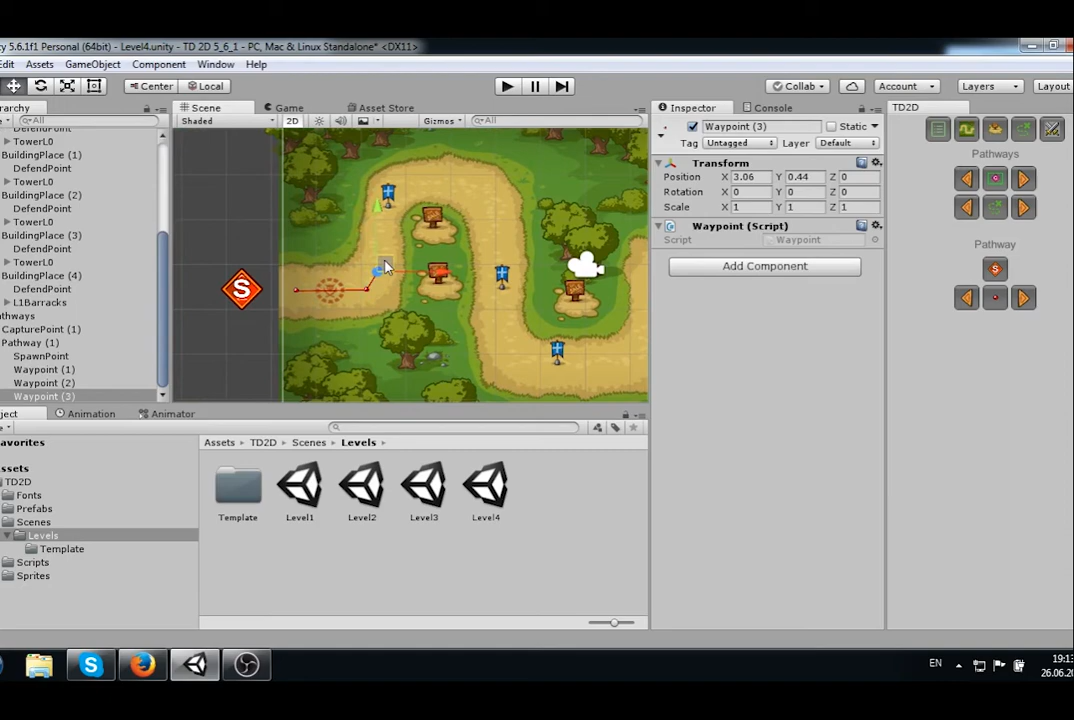 ty 5.6.1f1 Personal (64bit) - Level4.unity - TD 2D 5_6_1 - PC, Mac & Linux Standalone* <DX11>
Edit Assets GameObject Component Window Help
Center Local Collab Account Layers Layout
erarchy Scene Game Asset Store Inspector Console TD2D
All Shaded 2D Gizmos All
Waypoint (3) Static
Tag Untagged Layer Default
DefendPoint
TowerL0
BuildingPlace (1)
DefendPoint
TowerL0
BuildingPlace (2)
DefendPoint
TowerL0
BuildingPlace (3)
DefendPoint
TowerL0
BuildingPlace (4)
DefendPoint
L1Barracks
athways
CapturePoint (1)
Pathway (1)
SpawnPoint
Waypoint (1)
Waypoint (2)
Waypoint (3)
S
Transform
Position X 3.06 Y 0.44 Z 0
Rotation X 0 Y 0 Z 0
Scale X 1 Y 1 Z 1
Waypoint (Script)
Script Waypoint
Add Component
Pathways
G
Pathway
S
oject Animation Animator
avorites
ssets
TD2D
Fonts
Prefabs
Scenes
Levels
Template
Scripts
Sprites
Assets TD2D Scenes Levels
Template Level1 Level2 Level3 Level4
EN
19:13
26.06.20